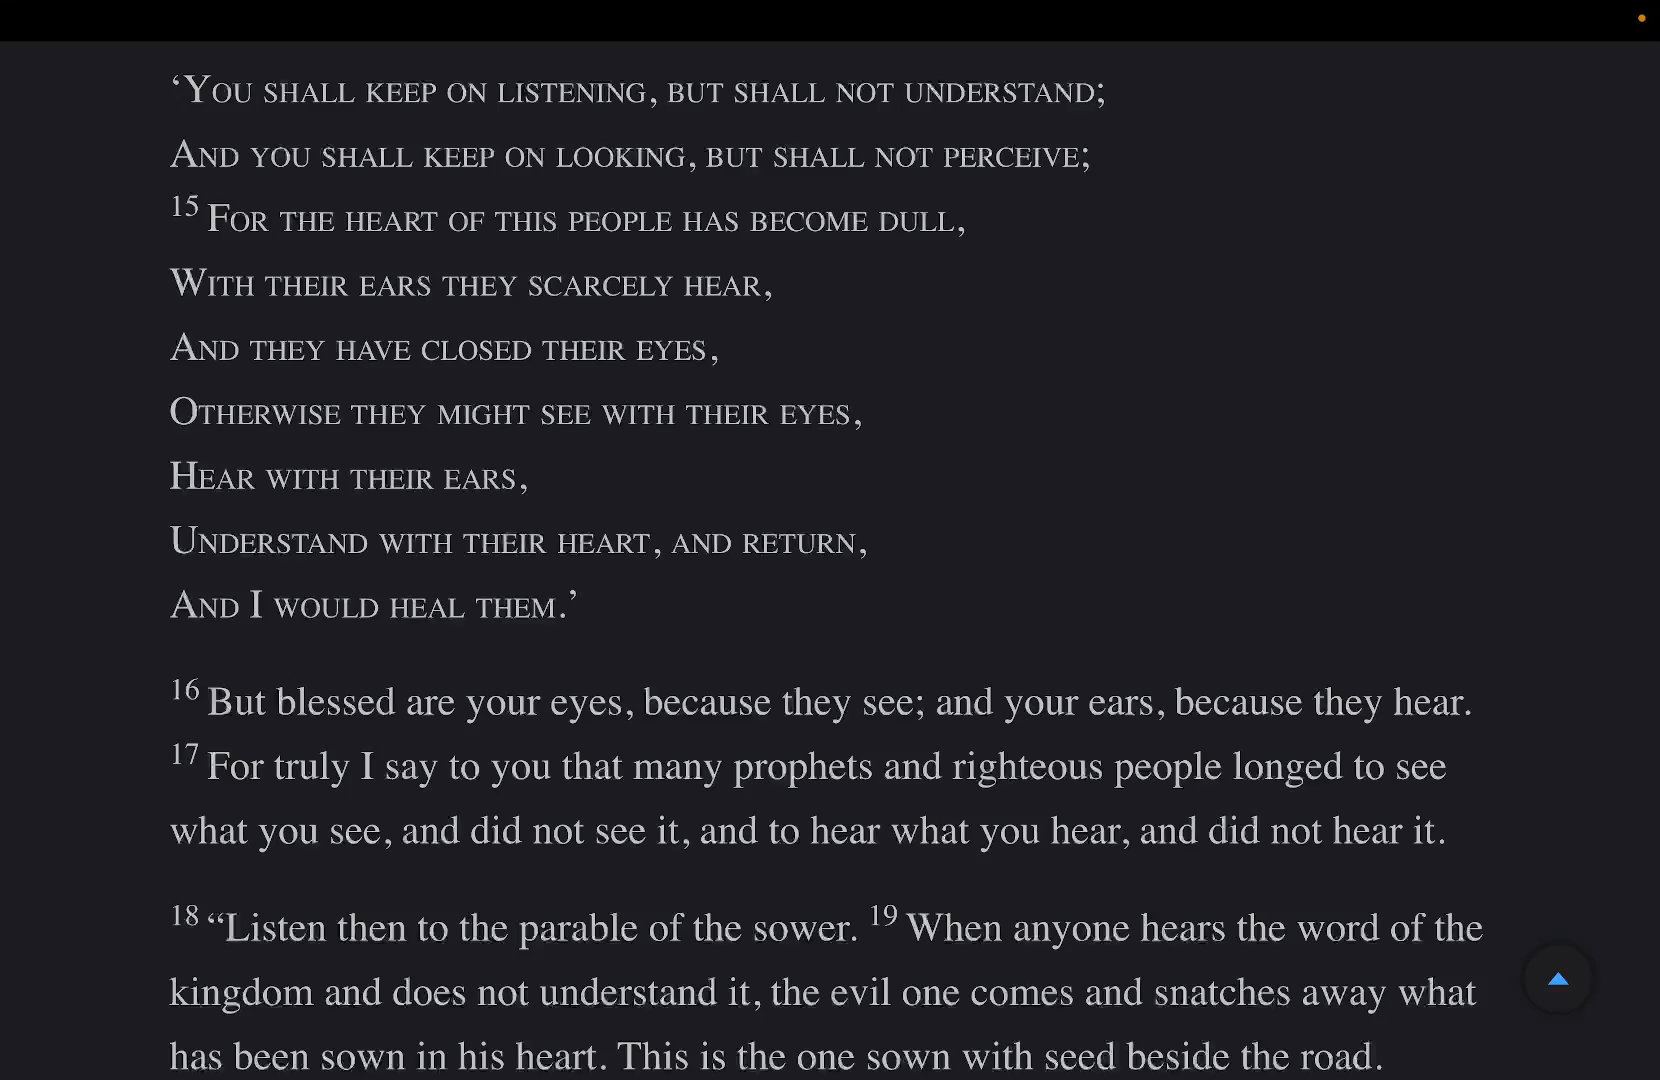 ‘You shall keep on listening, but shall not understand;
And you shall keep on looking, but shall not perceive;
15 For the heart of this people has become dull,
With their ears they scarcely hear,
And they have closed their eyes,
Otherwise they might see with their eyes,
Hear with their ears,
Understand with their heart, and return,
And I would heal them.’
16 But blessed are your eyes, because they see; and your ears, because they hear.
17 For truly I say to you that many prophets and righteous people longed to see
what you see, and did not see it, and to hear what you hear, and did not hear it.
18 “Listen then to the parable of the sower. 19 When anyone hears the word of the
kingdom and does not understand it, the evil one comes and snatches away what
has been sown in his heart. This is the one sown with seed beside the road.